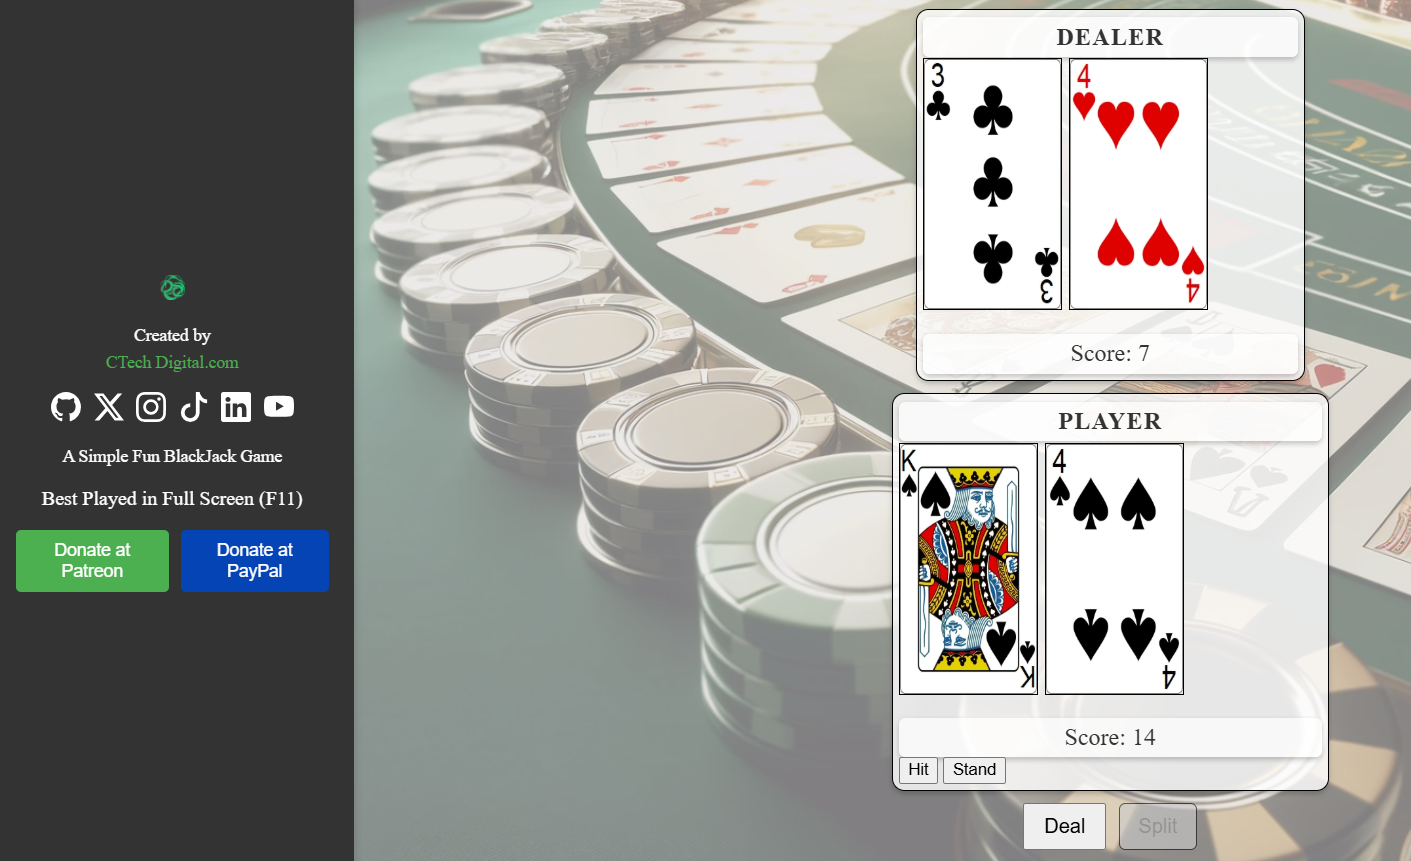 Created by
CTech Digital.com
A Simple Fun BlackJack Game
Best Played in Full Screen (F11)
Donate at
Patreon
Donate at
PayPal
DEALER
3
3
4
4
Score: 7
PLAYER
K
K
4
4
Score: 14
Hit
Stand
Deal
Split